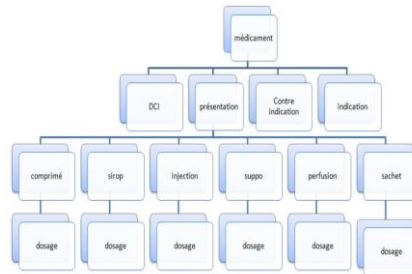 médicament
DCI
présentation
Contre
indication
indication
comprimé
sirop
injection
suppo
perfusion
sachet
dosage
dosage
dosage
dosage
dosage
dosage